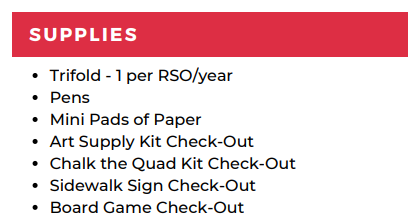 SUPPLIES
• Trifold - 1 per RSO/year
• Pens
• Mini Pads of Paper
• Art Supply Kit Check-Out
• Chalk the Quad Kit Check-Out
• Sidewalk Sign Check-Out
• Board Game Check-Out